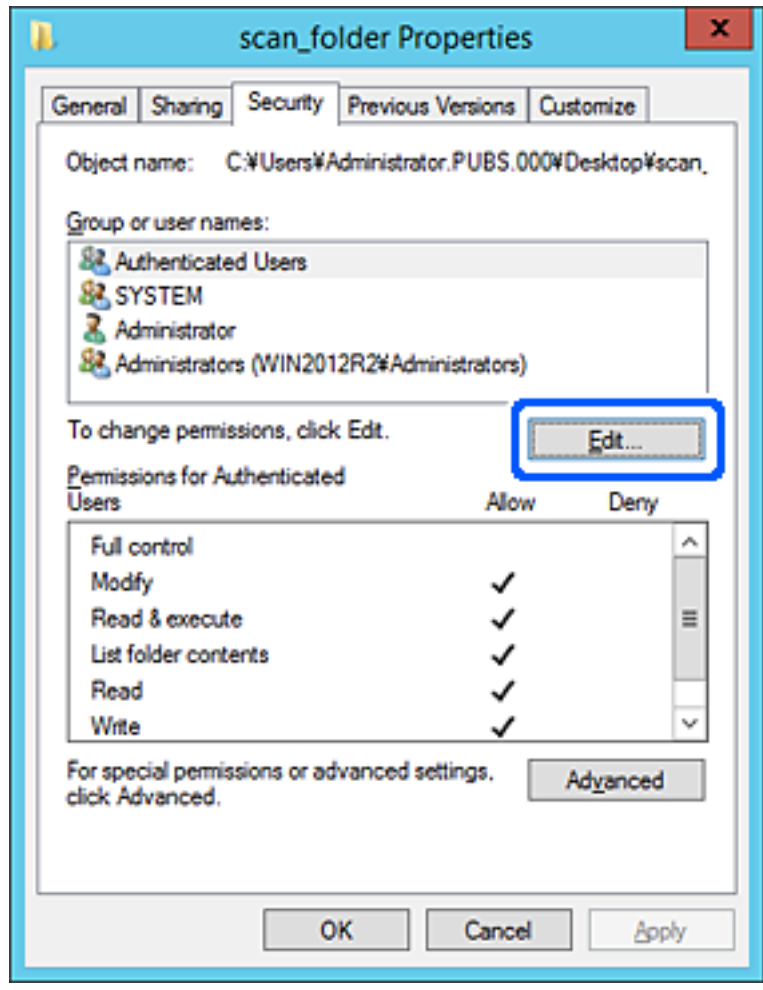 scan_folder Properties
x
General Sharing Security Previous Versions Customize
Object name: C:¥Users¥Administrator.PUBS.000¥Desktop¥scan_
Group or user names:
Authenticated Users
SYSTEM
Administrator
Administrators (WIN2012R2¥Administrators)
To change permissions, click Edit.
Edit...
Permissions for Authenticated
Users Allow Deny
Full control
Modify
Read & execute
List folder contents
Read
Write
For special permissions or advanced settings,
click Advanced.
Advanced
OK Cancel Apply